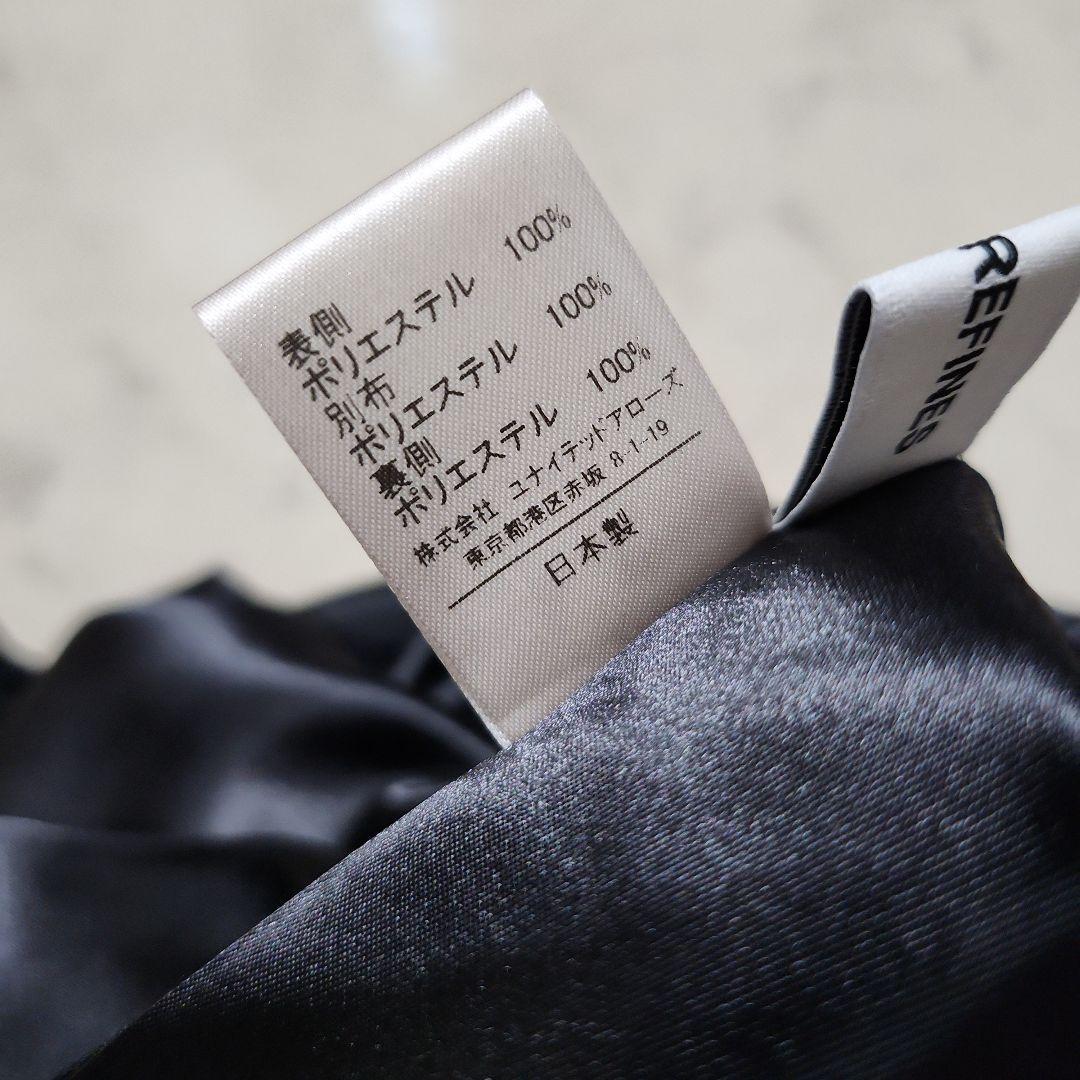 表側
ポリエステル 100%
別布
ポリエステル 100%
裏側
ポリエステル 100%
株式会社 ユナイテッドアローズ
東京都港区赤坂 8-1-19
日本製
REFINES